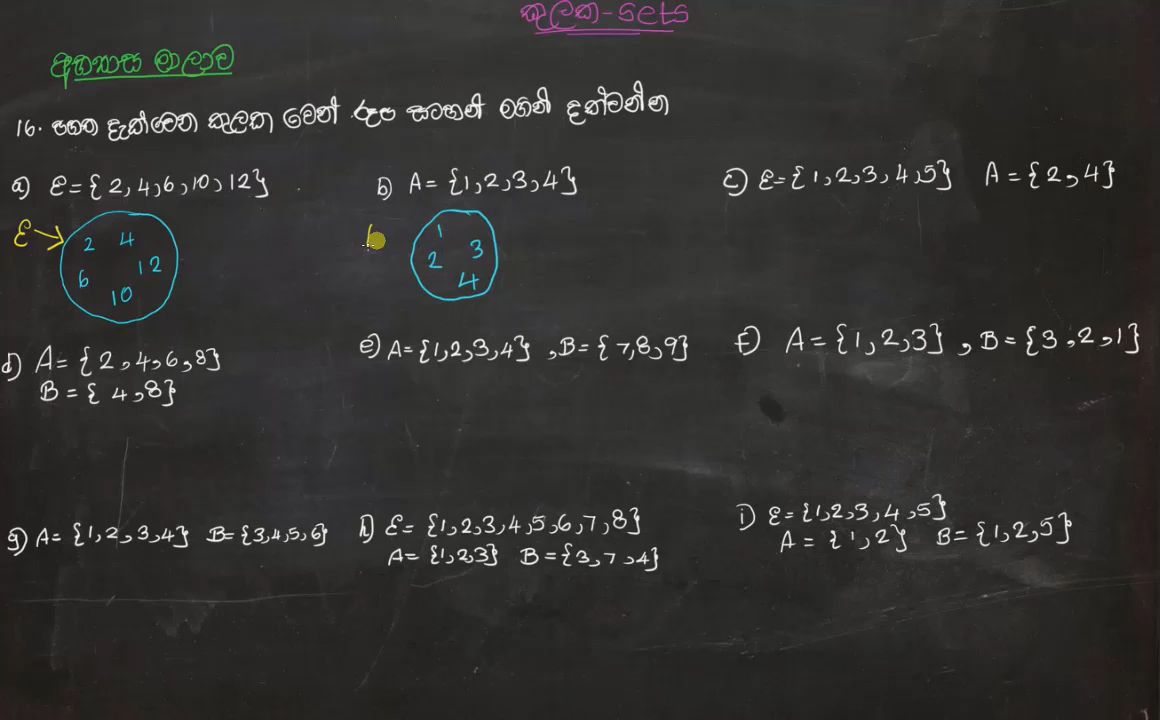 කුලක - sets
අභ්‍යාස මාලාව
16. පහත දැක්වෙන කුලක වෙන් රූප සටහන් මගින් දක්වන්න
a) ε = { 2, 4, 6, 10, 12}
b) A = {1, 2, 3, 4}
c) ε = {1, 2, 3, 4, 5} A = {2, 4}
ε → 2 4
6 12
10
1
2 3
4
d) A = {2, 4, 6, 8}
B = { 4, 8}
e) A = {1, 2, 3, 4} , B = {7, 8, 9}
f) A = {1, 2, 3} , B = {3, 2, 1}
g) A = {1, 2, 3, 4} B = {3, 4, 5, 6}
h) ε = {1, 2, 3, 4, 5, 6, 7, 8}
A = {1, 2, 3} B = {3, 7, 4}
i) ε = {1, 2, 3, 4, 5}
A = {1, 2} B = {1, 2, 5}